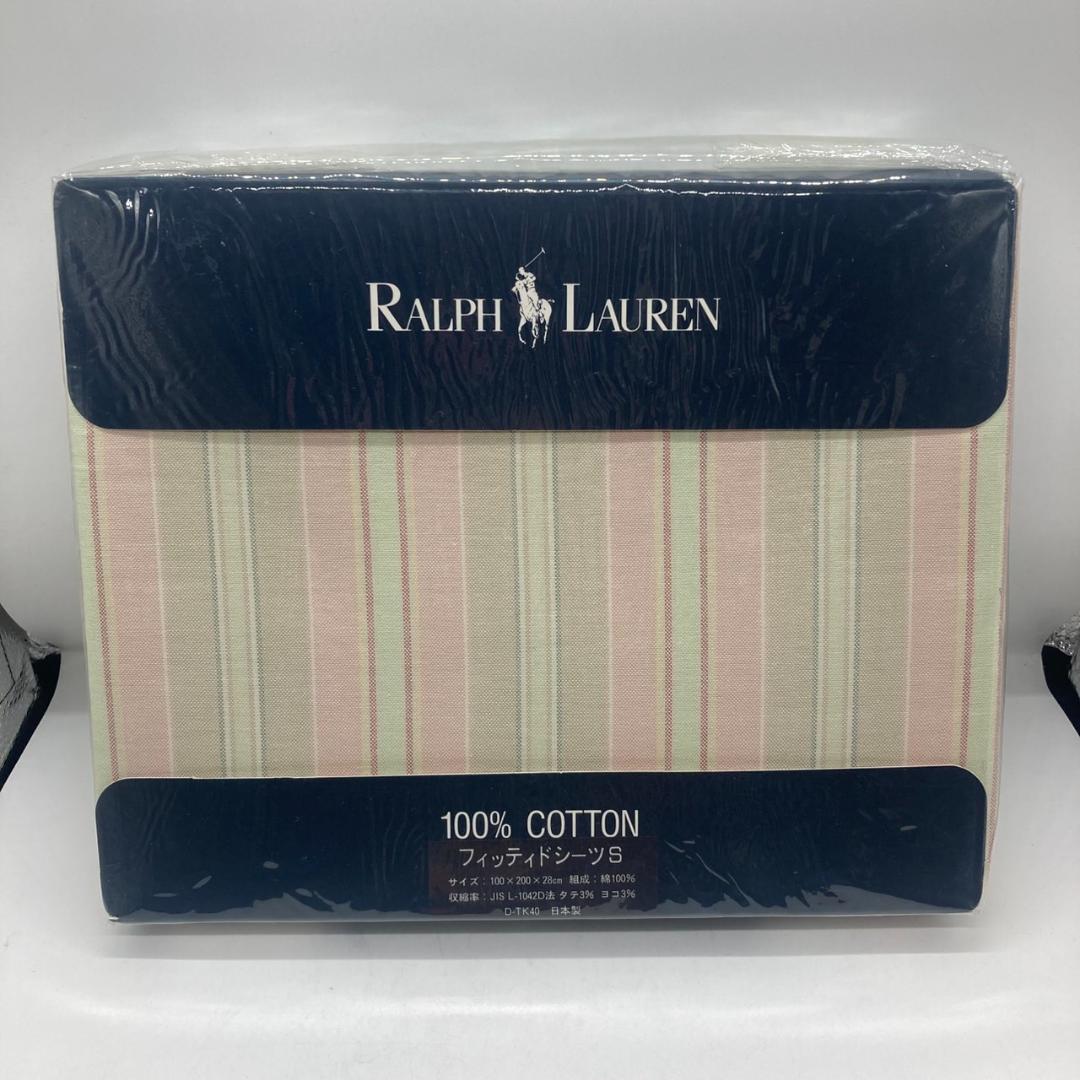 RALPH LAUREN
100% COTTON
フィッティドシーツS
サイズ：100×200×28cm 組成：綿100%
収縮率：JIS L-1042D法 タテ3% ヨコ3%
D-TK40 日本製